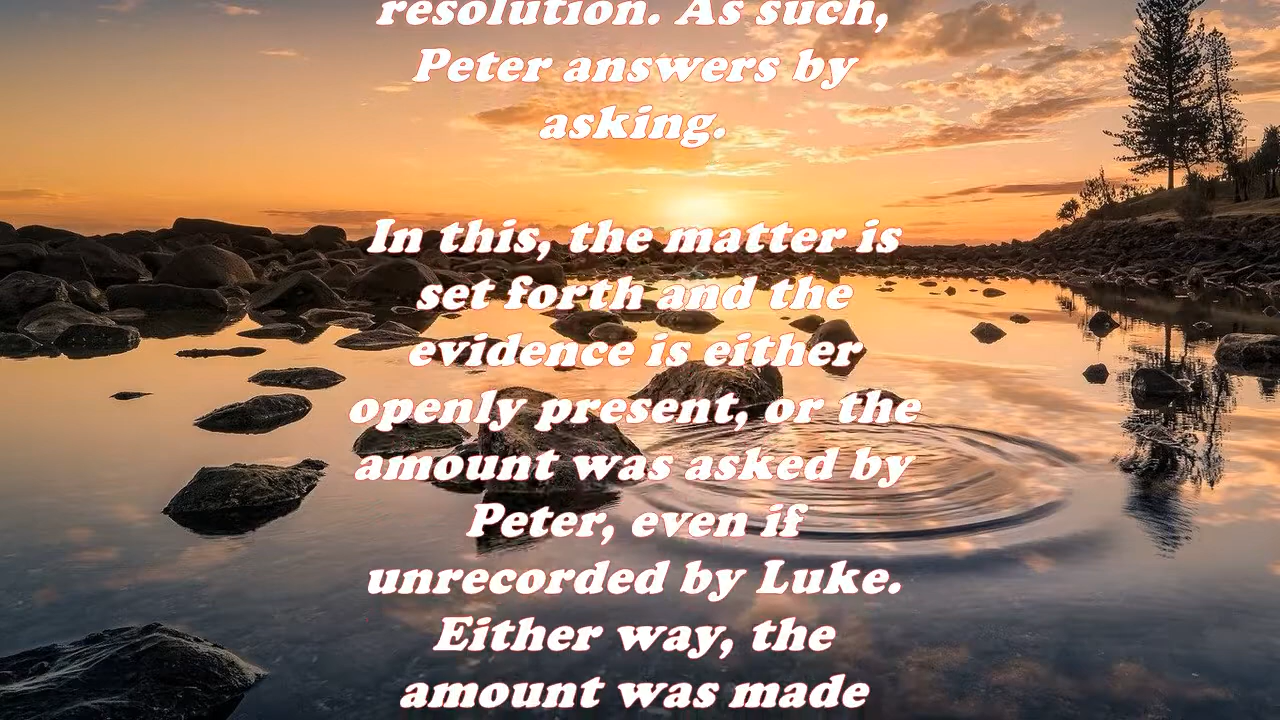 resolution. As such,
Peter answers by
asking.
In this, the matter is
set forth and the
evidence is either
openly present, or the
amount was asked by
Peter, even if
unrecorded by Luke.
Either way, the
amount was made